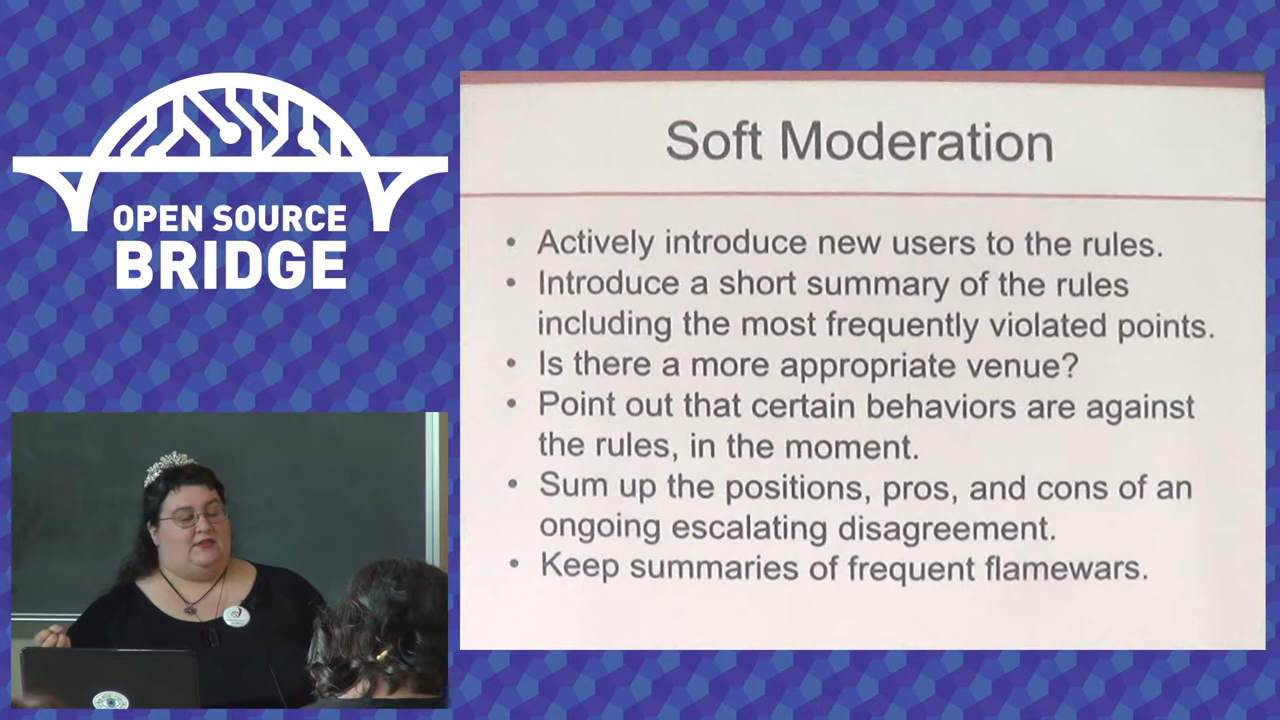 OPEN SOURCE
BRIDGE
Soft Moderation
• Actively introduce new users to the rules.
• Introduce a short summary of the rules
including the most frequently violated points.
• Is there a more appropriate venue?
• Point out that certain behaviors are against
the rules, in the moment.
• Sum up the positions, pros, and cons of an
ongoing escalating disagreement.
• Keep summaries of frequent flamewars.